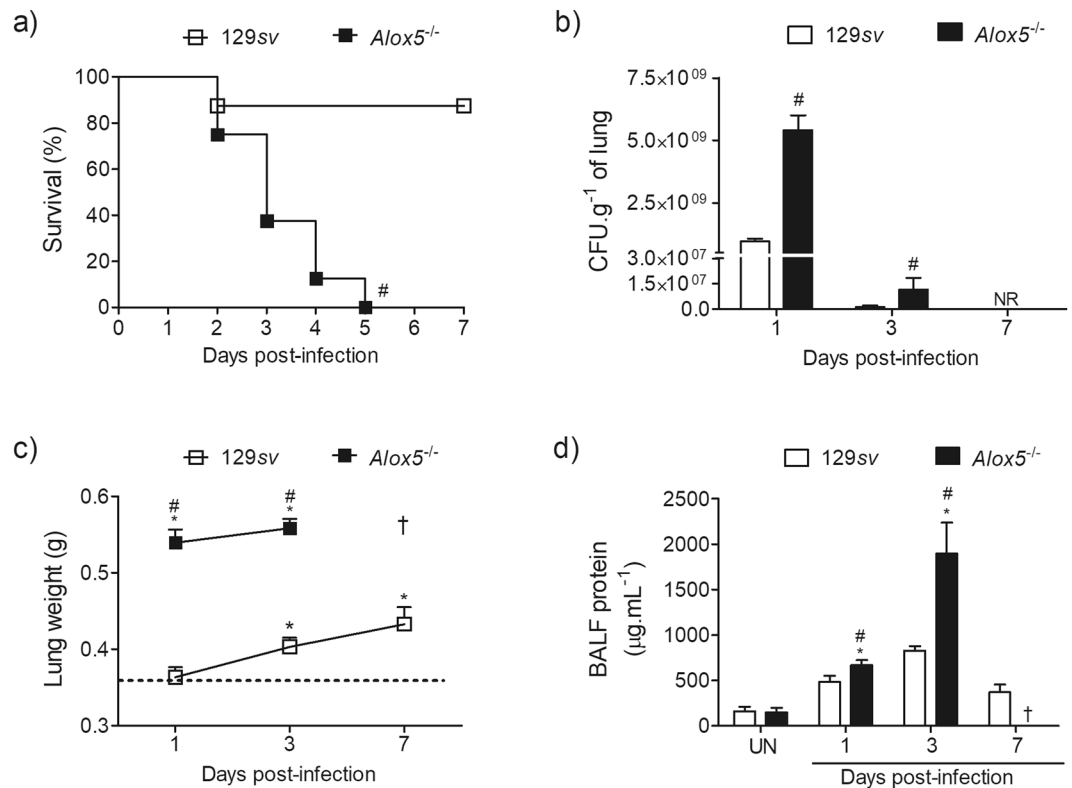 a)
129sv
Alox5-/-
Survival (%)
100
80
60
40
20
0
#
0 1 2 3 4 5 6 7
Days post-infection
b)
129sv
Alox5-/-
CFU.g-1 of lung
7.5×10 09
5.0×10 09
2.5×10 09
3.0×10 07
1.5×10 07
0.0
#
#
NR
1 3 7
Days post-infection
c)
129sv
Alox5-/-
Lung weight (g)
0.6
0.5
0.4
0.3
# #
* * †
* *
1 3 7
Days post-infection
d)
129sv
Alox5-/-
BALF protein
(µg.mL-1)
2500
2000
1500
1000
500
0
#
*
#
*
†
UN 1 3 7
Days post-infection